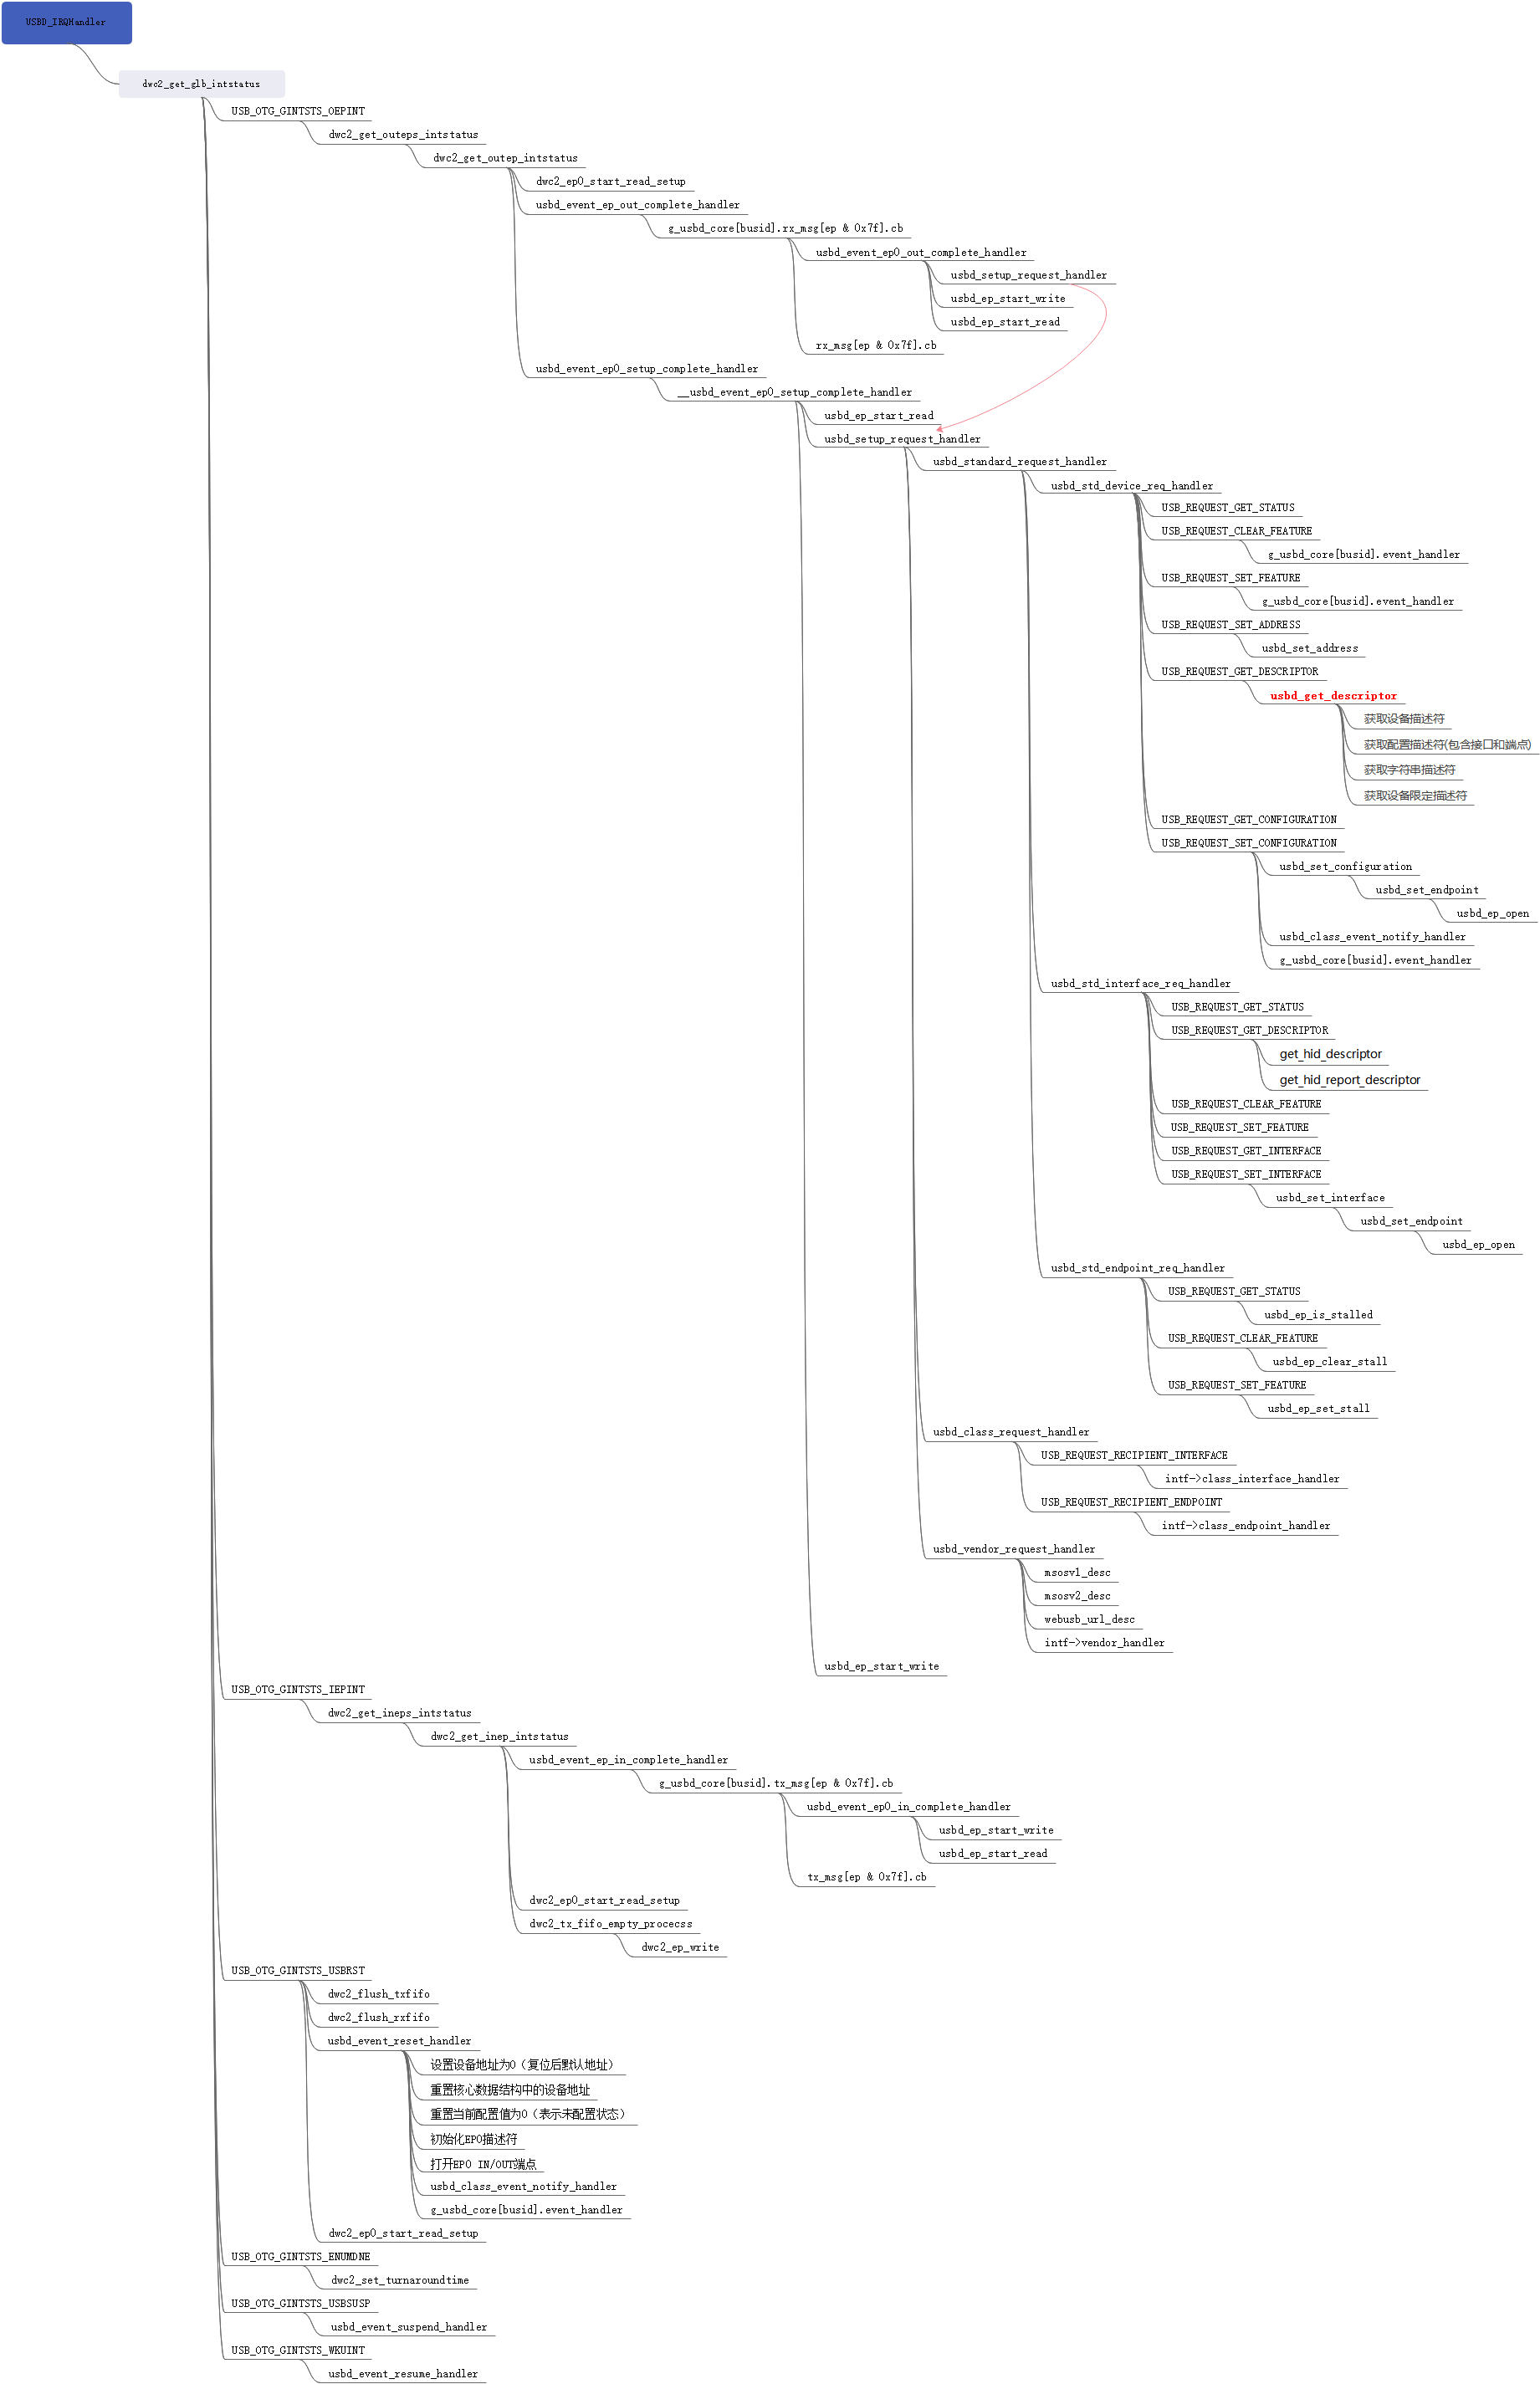 USBD_IRQHandler
dwc2_get_glb_intstatus
USB_OTG_GINTSTS_OEPINT
dwc2_get_outeps_intstatus
dwc2_get_outep_intstatus
dwc2_ep0_start_read_setup
usbd_event_ep_out_complete_handler
g_usbd_core[busid].rx_msg[ep & 0x7f].cb
usbd_event_ep0_out_complete_handler
usbd_setup_request_handler
usbd_ep_start_write
usbd_ep_start_read
rx_msg[ep & 0x7f].cb
usbd_event_ep0_setup_complete_handler
__usbd_event_ep0_setup_complete_handler
usbd_ep_start_read
usbd_setup_request_handler
usbd_standard_request_handler
usbd_std_device_req_handler
USB_REQUEST_GET_STATUS
USB_REQUEST_CLEAR_FEATURE
g_usbd_core[busid].event_handler
USB_REQUEST_SET_FEATURE
g_usbd_core[busid].event_handler
USB_REQUEST_SET_ADDRESS
usbd_set_address
USB_REQUEST_GET_DESCRIPTOR
usbd_get_descriptor
获取设备描述符
获取配置描述符(包含接口和端点)
获取字符串描述符
获取设备限定描述符
USB_REQUEST_GET_CONFIGURATION
USB_REQUEST_SET_CONFIGURATION
usbd_set_configuration
usbd_set_endpoint
usbd_ep_open
usbd_class_event_notify_handler
g_usbd_core[busid].event_handler
usbd_std_interface_req_handler
USB_REQUEST_GET_STATUS
USB_REQUEST_GET_DESCRIPTOR
get_hid_descriptor
get_hid_report_descriptor
USB_REQUEST_CLEAR_FEATURE
USB_REQUEST_SET_FEATURE
USB_REQUEST_GET_INTERFACE
USB_REQUEST_SET_INTERFACE
usbd_set_interface
usbd_set_endpoint
usbd_ep_open
usbd_std_endpoint_req_handler
USB_REQUEST_GET_STATUS
usbd_ep_is_stalled
USB_REQUEST_CLEAR_FEATURE
usbd_ep_clear_stall
USB_REQUEST_SET_FEATURE
usbd_ep_set_stall
usbd_class_request_handler
USB_REQUEST_RECIPIENT_INTERFACE
intf->class_interface_handler
USB_REQUEST_RECIPIENT_ENDPOINT
intf->class_endpoint_handler
usbd_vendor_request_handler
msosv1_desc
msosv2_desc
webusb_url_desc
intf->vendor_handler
usbd_ep_start_write
USB_OTG_GINTSTS_IEPINT
dwc2_get_ineps_intstatus
dwc2_get_inep_intstatus
usbd_event_ep_in_complete_handler
g_usbd_core[busid].tx_msg[ep & 0x7f].cb
usbd_event_ep0_in_complete_handler
usbd_ep_start_write
usbd_ep_start_read
tx_msg[ep & 0x7f].cb
dwc2_ep0_start_read_setup
dwc2_tx_fifo_empty_procecss
dwc2_ep_write
USB_OTG_GINTSTS_USBRST
dwc2_flush_txfifo
dwc2_flush_rxfifo
usbd_event_reset_handler
设置设备地址为0（复位后默认地址）
重置核心数据结构中的设备地址
重置当前配置值为0（表示未配置状态）
初始化EP0描述符
打开EP0 IN/OUT端点
usbd_class_event_notify_handler
g_usbd_core[busid].event_handler
dwc2_ep0_start_read_setup
USB_OTG_GINTSTS_ENUMDNE
dwc2_set_turnaroundtime
USB_OTG_GINTSTS_USBSUSP
usbd_event_suspend_handler
USB_OTG_GINTSTS_WKUINT
usbd_event_resume_handler